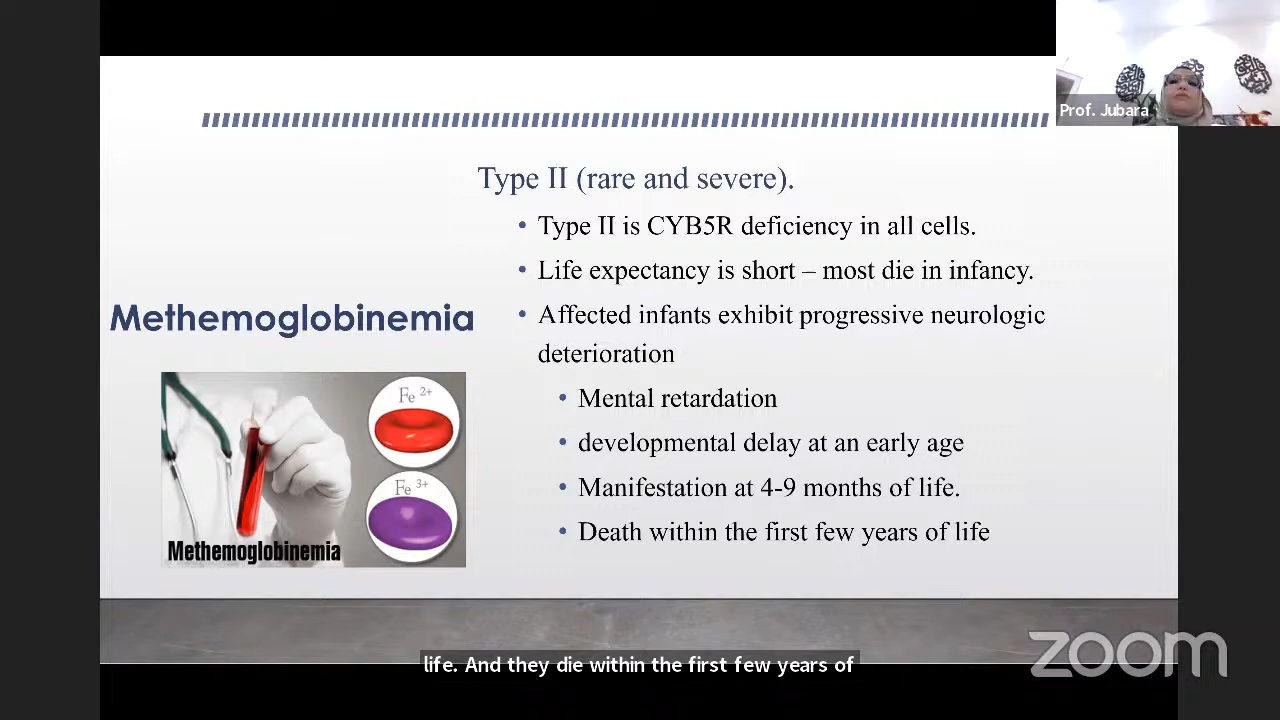 Prof. Jubara
Type II (rare and severe).
• Type II is CYB5R deficiency in all cells.
• Life expectancy is short – most die in infancy.
• Affected infants exhibit progressive neurologic
deterioration
• Mental retardation
• developmental delay at an early age
• Manifestation at 4-9 months of life.
• Death within the first few years of life
Methemoglobinemia
Fe 2+
Fe 3+
Methemoglobinemia
zoom
life. And they die within the first few years of